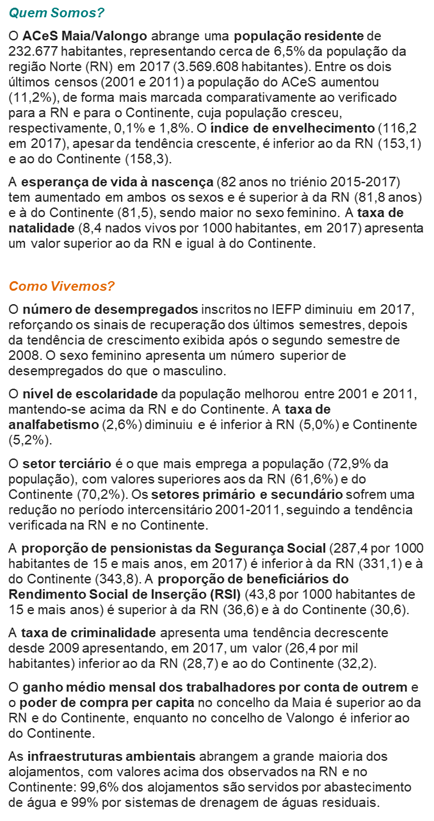 Quem Somos?
O ACeS Maia/Valongo abrange uma população residente de
232.677 habitantes, representando cerca de 6,5% da população da
região Norte (RN) em 2017 (3.569.608 habitantes). Entre os dois
últimos censos (2001 e 2011) a população do ACeS aumentou
(11,2%), de forma mais marcada comparativamente ao verificado
para a RN e para o Continente, cuja população cresceu,
respectivamente, 0,1% e 1,8%. O índice de envelhecimento (116,2
em 2017), apesar da tendência crescente, é inferior ao da RN (153,1)
e ao do Continente (158,3).
A esperança de vida à nascença (82 anos no triénio 2015-2017)
tem aumentado em ambos os sexos e é superior à da RN (81,8 anos)
e à do Continente (81,5), sendo maior no sexo feminino. A taxa de
natalidade (8,4 nados vivos por 1000 habitantes, em 2017) apresenta
um valor superior ao da RN e igual à do Continente.
Como Vivemos?
O número de desempregados inscritos no IEFP diminuiu em 2017,
reforçando os sinais de recuperação dos últimos semestres, depois
da tendência de crescimento exibida após o segundo semestre de
2008. O sexo feminino apresenta um número superior de
desempregados do que o masculino.
O nível de escolaridade da população melhorou entre 2001 e 2011,
mantendo-se acima da RN e do Continente. A taxa de
analfabetismo (2,6%) diminuiu e é inferior à RN (5,0%) e Continente
(5,2%).
O setor terciário é o que mais emprega a população (72,9% da
população), com valores superiores aos da RN (61,6%) e do
Continente (70,2%). Os setores primário e secundário sofrem uma
redução no período intercensitário 2001-2011, seguindo a tendência
verificada na RN e no Continente.
A proporção de pensionistas da Segurança Social (287,4 por 1000
habitantes de 15 e mais anos, em 2017) é inferior à da RN (331,1) e à
do Continente (343,8). A proporção de beneficiários do
Rendimento Social de Inserção (RSI) (43,8 por 1000 habitantes de
15 e mais anos) é superior à da RN (36,6) e à do Continente (30,6).
A taxa de criminalidade apresenta uma tendência decrescente
desde 2009 apresentando, em 2017, um valor (26,4 por mil
habitantes) inferior ao da RN (28,7) e ao do Continente (32,2).
O ganho médio mensal dos trabalhadores por conta de outrem e
o poder de compra per capita no concelho da Maia é superior ao da
RN e do Continente, enquanto no concelho de Valongo é inferior ao
do Continente.
As infraestruturas ambientais abrangem a grande maioria dos
alojamentos, com valores acima dos observados na RN e no
Continente: 99,6% dos alojamentos são servidos por abastecimento
de água e 99% por sistemas de drenagem de águas residuais.